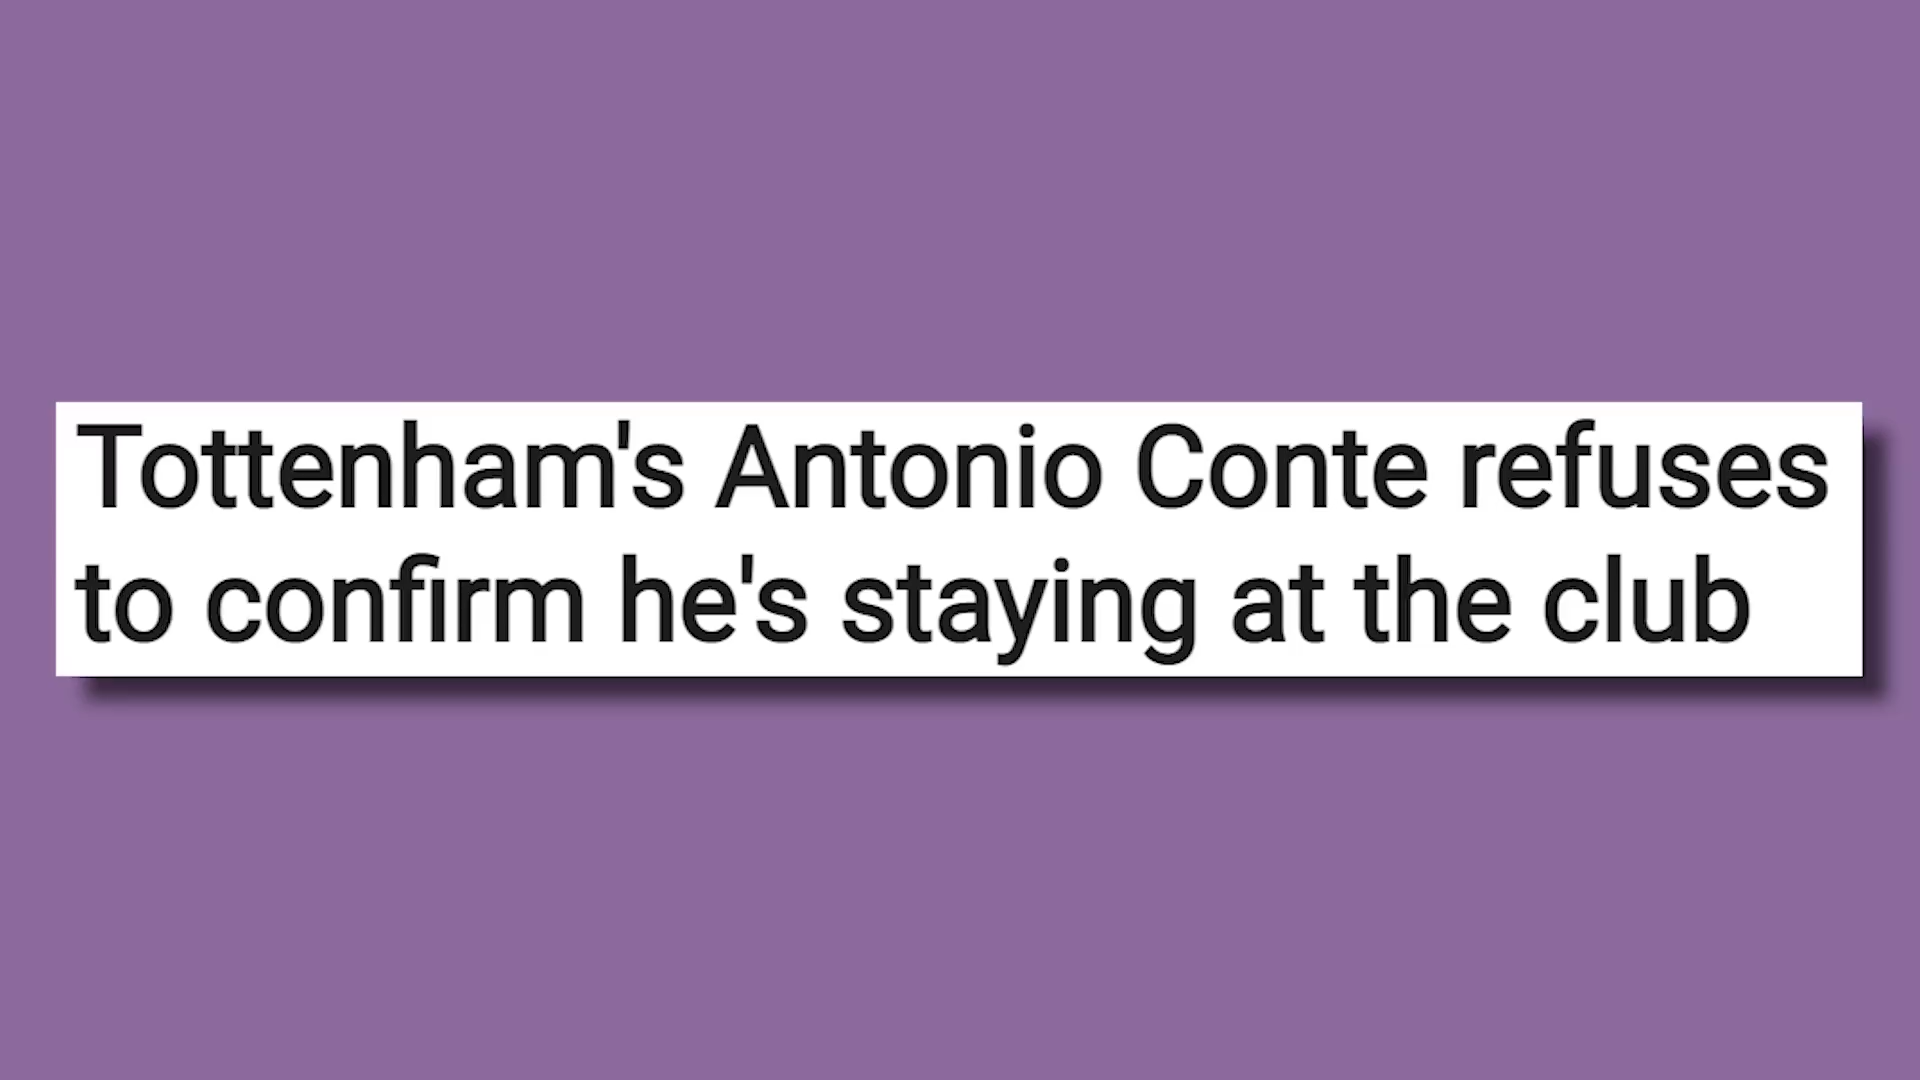 Tottenham's Antonio Conte refuses
to confirm he's staying at the club